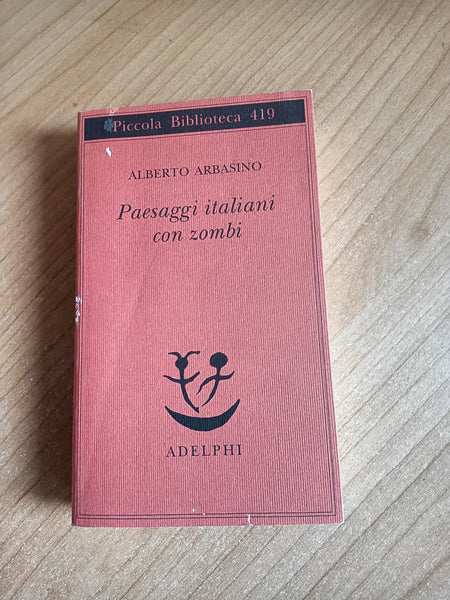 Piccola Biblioteca 419
ALBERTO ARBASINO
Paesaggi italiani
con zombi
ADELPHI